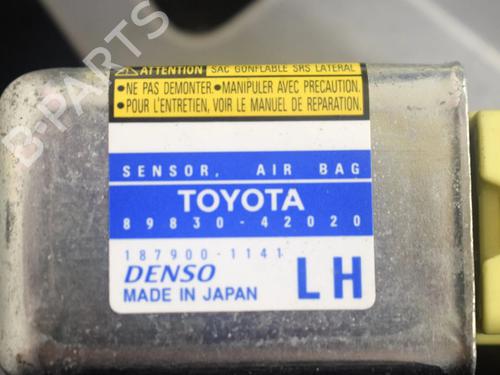 ATTENTION SAC GONFLABLE SRS LATERAL
•NE PAS DEMONTER.•MANIPULER AVEC PRECAUTION.
•POUR L'ENTRETIEN, VOIR LE MANUEL DE REPARATION.
SENSOR, AIR BAG
TOYOTA
89830-42020
187900-1141
DENSO
MADE IN JAPAN
LH
B-PARTS